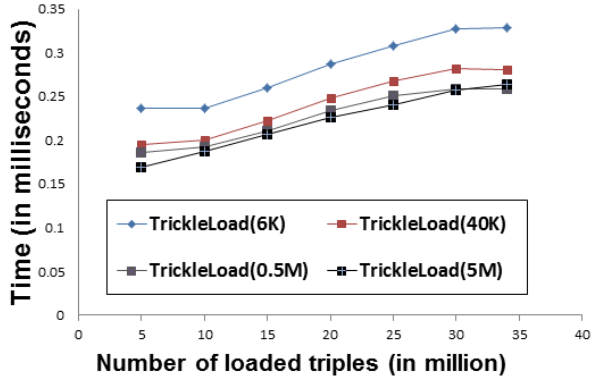 Time (in milliseconds)
0.35
0.3
0.25
0.2
0.15
0.1
0.05
0
TrickleLoad(6K)
TrickleLoad(40K)
TrickleLoad(0.5M)
TrickleLoad(5M)
0 5 10 15 20 25 30 35 40
Number of loaded triples (in million)